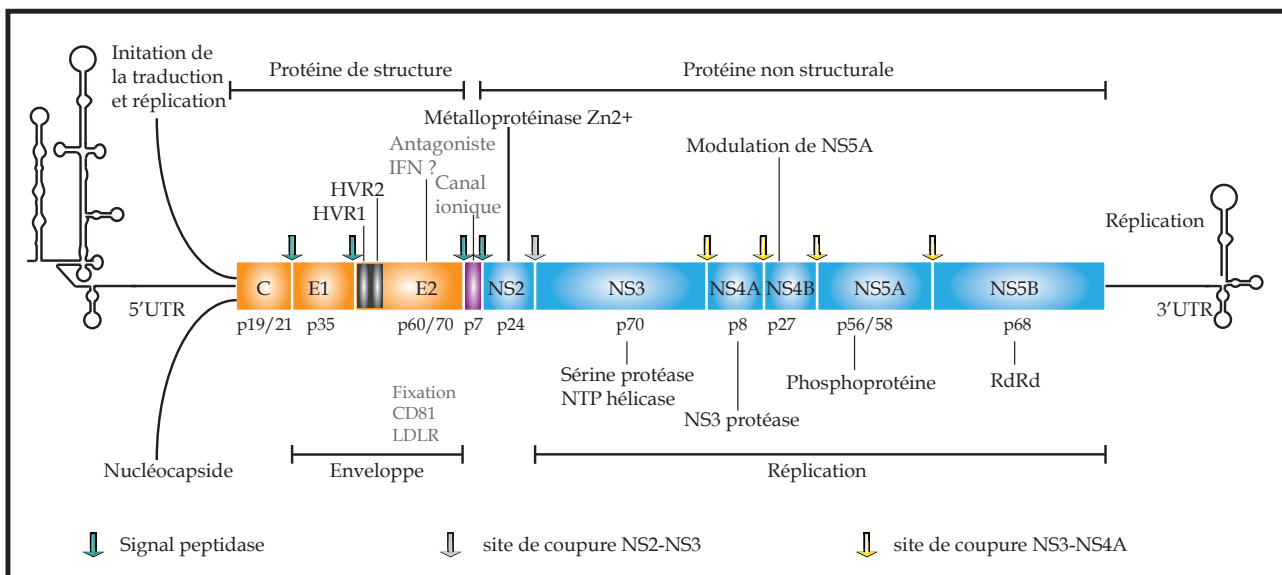 Initation de
la traduction
et réplication
Protéine de structure
Protéine non structurale
Métalloprotéinase Zn2+
Antagoniste
IFN ?
Canal
ionique
HVR2
HVR1
Modulation de NS5A
Réplication
5'UTR
C
E1
E2
NS2
NS3
NS4A
NS4B
NS5A
NS5B
3'UTR
p19/21
p35
p60/70
p7
p24
p70
p8
p27
p56/58
p68
Sérine protéase
NTP hélicase
NS3 protéase
Phosphoprotéine
RdRd
Fixation
CD81
LDLR
Nucléocapside
Enveloppe
Réplication
Signal peptidase
site de coupure NS2-NS3
site de coupure NS3-NS4A